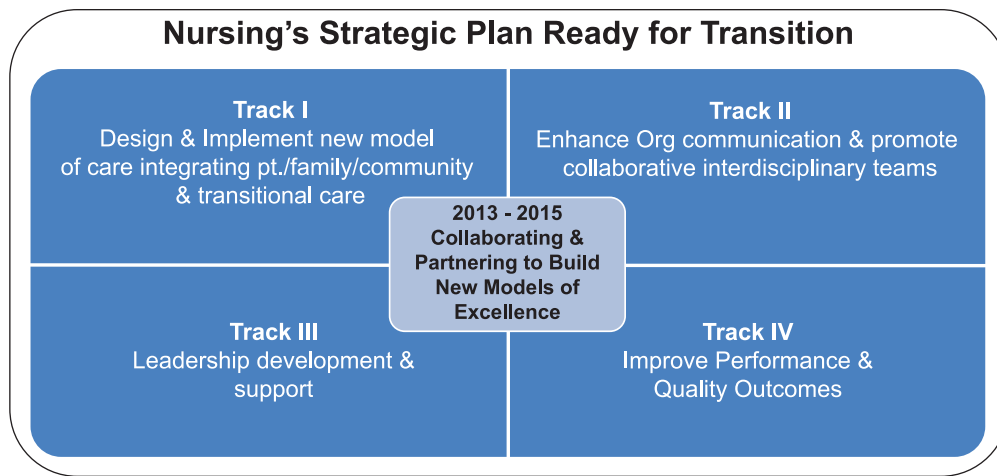 Nursing’s Strategic Plan Ready for Transition
Track I
Design & Implement new model
of care integrating pt./family/community
& transitional care
Track II
Enhance Org communication & promote
collaborative interdisciplinary teams
2013 - 2015
Collaborating &
Partnering to Build
New Models of
Excellence
Track III
Leadership development &
support
Track IV
Improve Performance &
Quality Outcomes